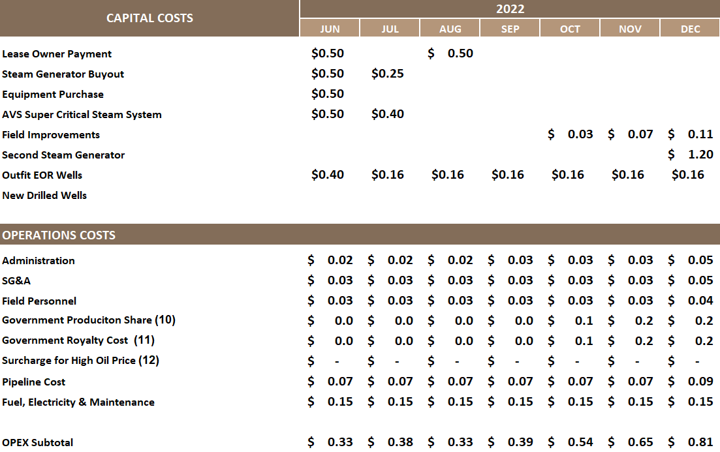 CAPITAL COSTS 2022
JUN JUL AUG SEP OCT NOV DEC
Lease Owner Payment $0.50 $ 0.50
Steam Generator Buyout $0.50 $0.25
Equipment Purchase $0.50
AVS Super Critical Steam System $0.50 $0.40
Field Improvements $ 0.03 $ 0.07 $ 0.11
Second Steam Generator $ 1.20
Outfit EOR Wells $0.40 $0.16 $0.16 $0.16 $0.16 $0.16 $0.16
New Drilled Wells
OPERATIONS COSTS
Administration $ 0.02 $ 0.02 $ 0.02 $ 0.03 $ 0.03 $ 0.03 $ 0.05
SG&A $ 0.03 $ 0.03 $ 0.03 $ 0.03 $ 0.03 $ 0.03 $ 0.05
Field Personnel $ 0.03 $ 0.03 $ 0.03 $ 0.03 $ 0.03 $ 0.03 $ 0.04
Government Produciton Share (10) $ 0.0 $ 0.0 $ 0.0 $ 0.0 $ 0.1 $ 0.2 $ 0.2
Government Royalty Cost (11) $ 0.0 $ 0.0 $ 0.0 $ 0.0 $ 0.1 $ 0.2 $ 0.2
Surcharge for High Oil Price (12) $ - $ - $ - $ - $ - $ - $ -
Pipeline Cost $ 0.07 $ 0.07 $ 0.07 $ 0.07 $ 0.07 $ 0.07 $ 0.09
Fuel, Electricity & Maintenance $ 0.15 $ 0.15 $ 0.15 $ 0.15 $ 0.15 $ 0.15 $ 0.15
OPEX Subtotal $ 0.33 $ 0.38 $ 0.33 $ 0.39 $ 0.54 $ 0.65 $ 0.81